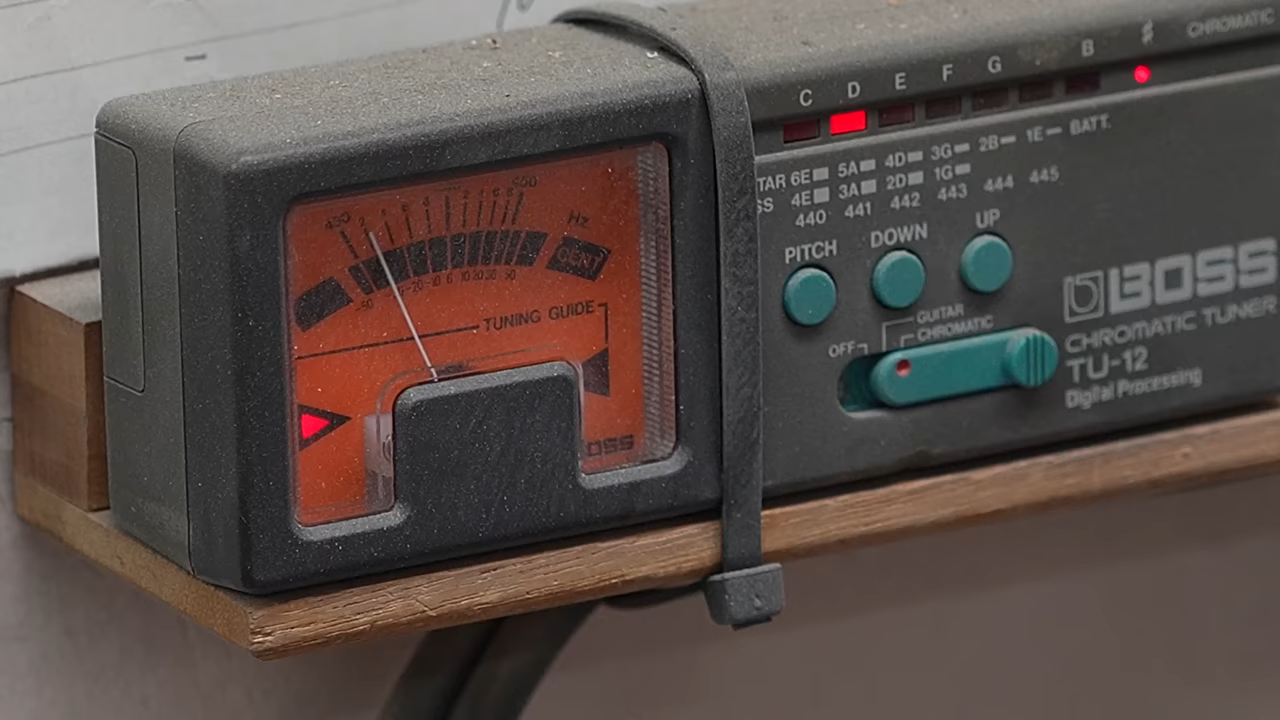 C D E F G B ♯ CHROMATIC
TAR 6E 5A 4D 3G 2B 1E BATT.
SS 4E 3A 2D 1G
440 441 442 443 444 445
PITCH DOWN UP
GUITAR
CHROMATIC
OFF
BOSS
CHROMATIC TUNER
TU-12
Digital Processing
Hz
CENT
TUNING GUIDE
OSS